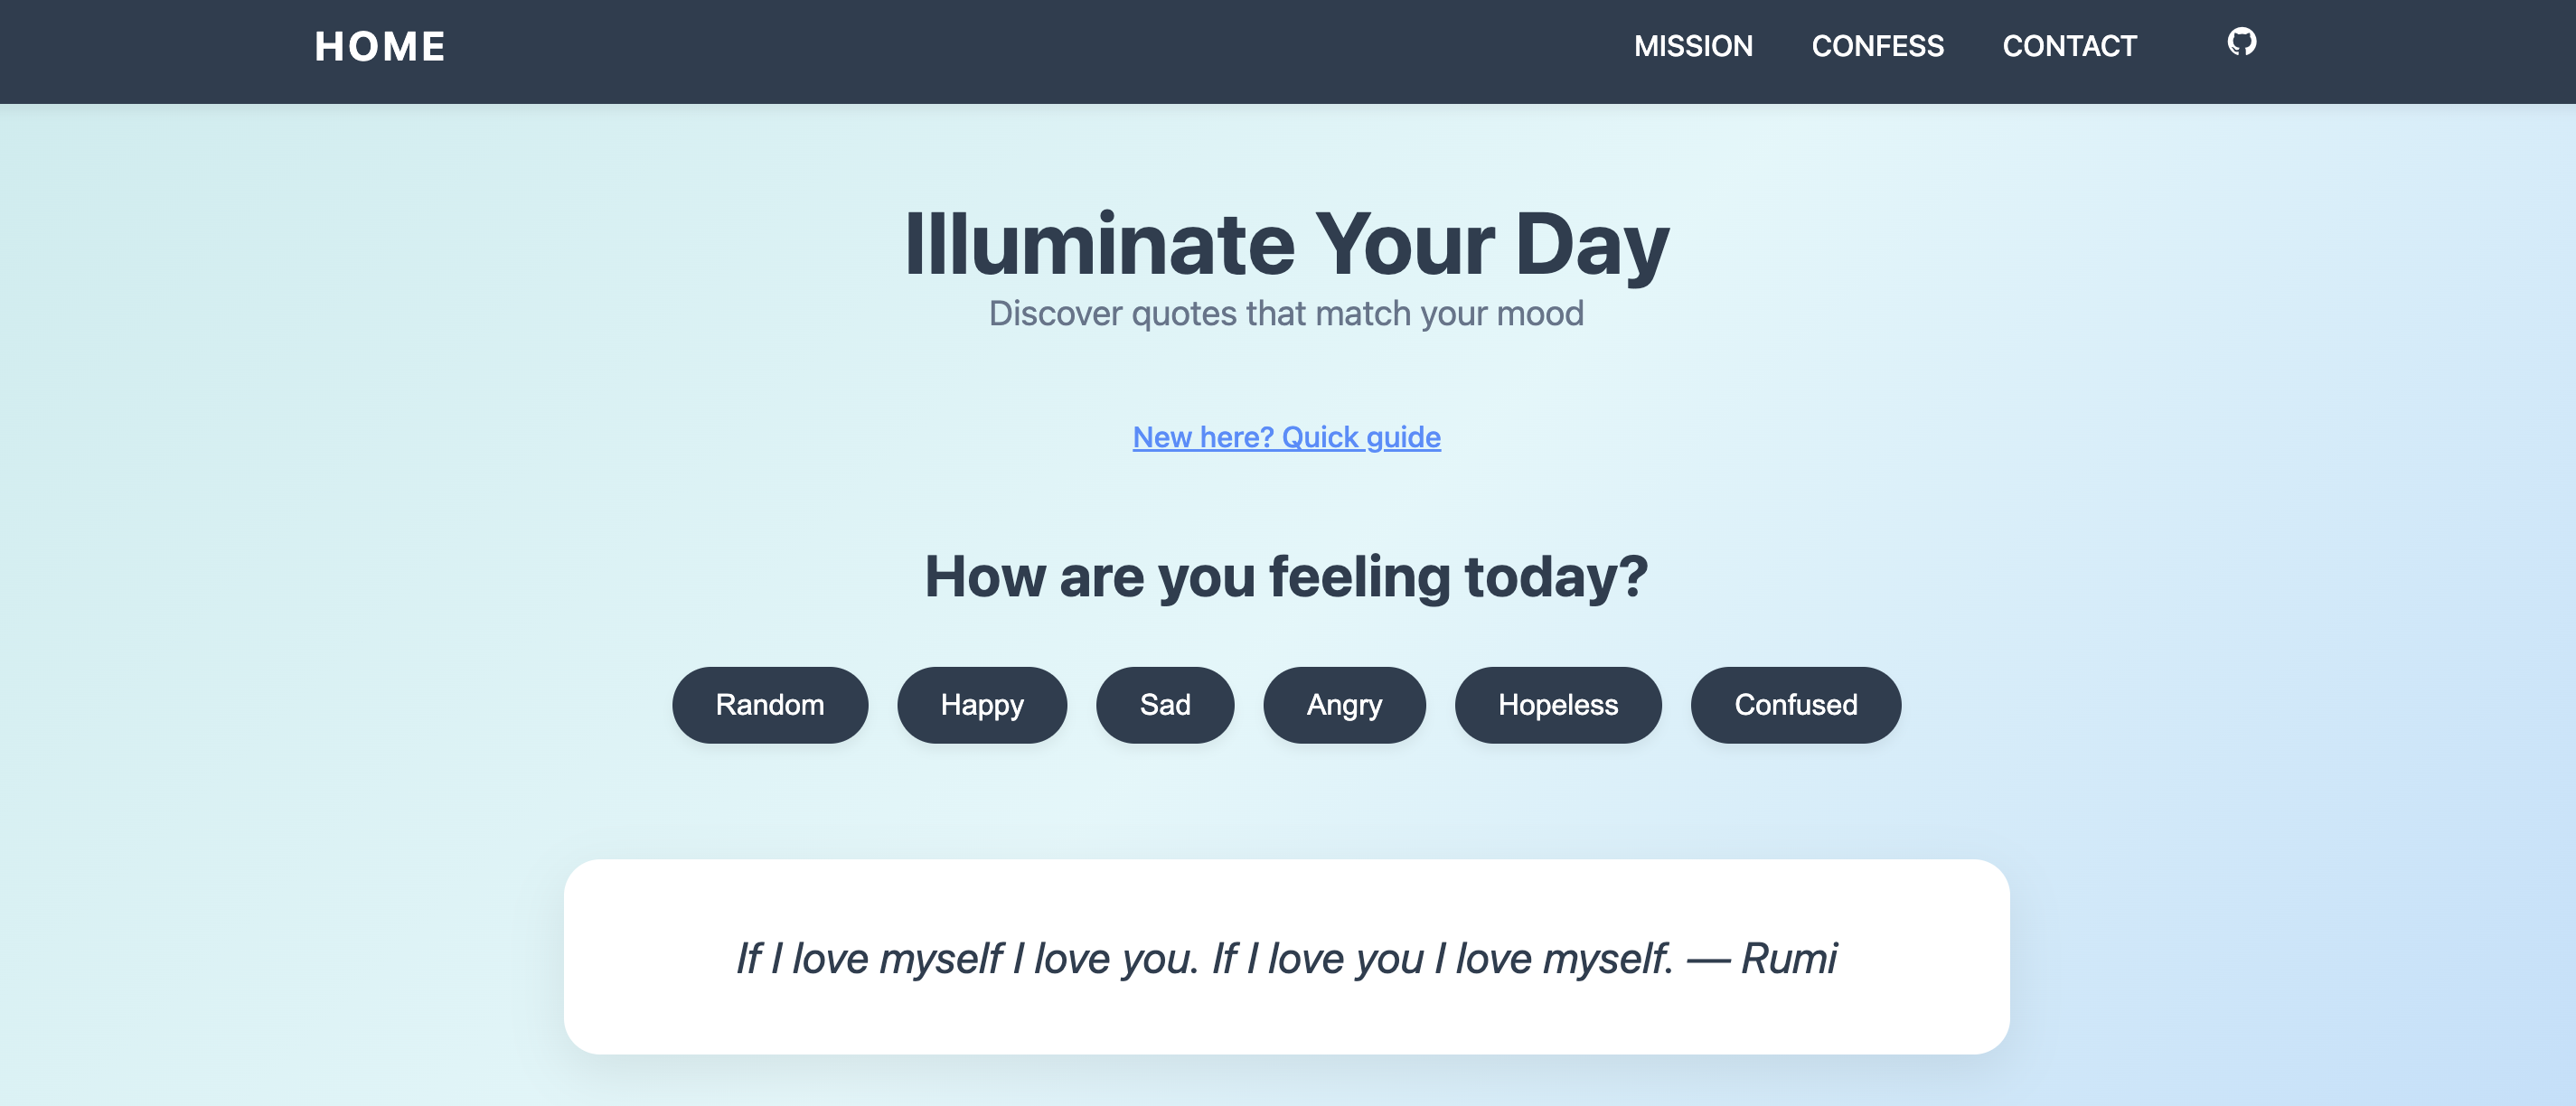 HOME
MISSION CONFESS CONTACT
Illuminate Your Day
Discover quotes that match your mood
New here? Quick guide
How are you feeling today?
Random Happy Sad Angry Hopeless Confused
If I love myself I love you. If I love you I love myself. — Rumi